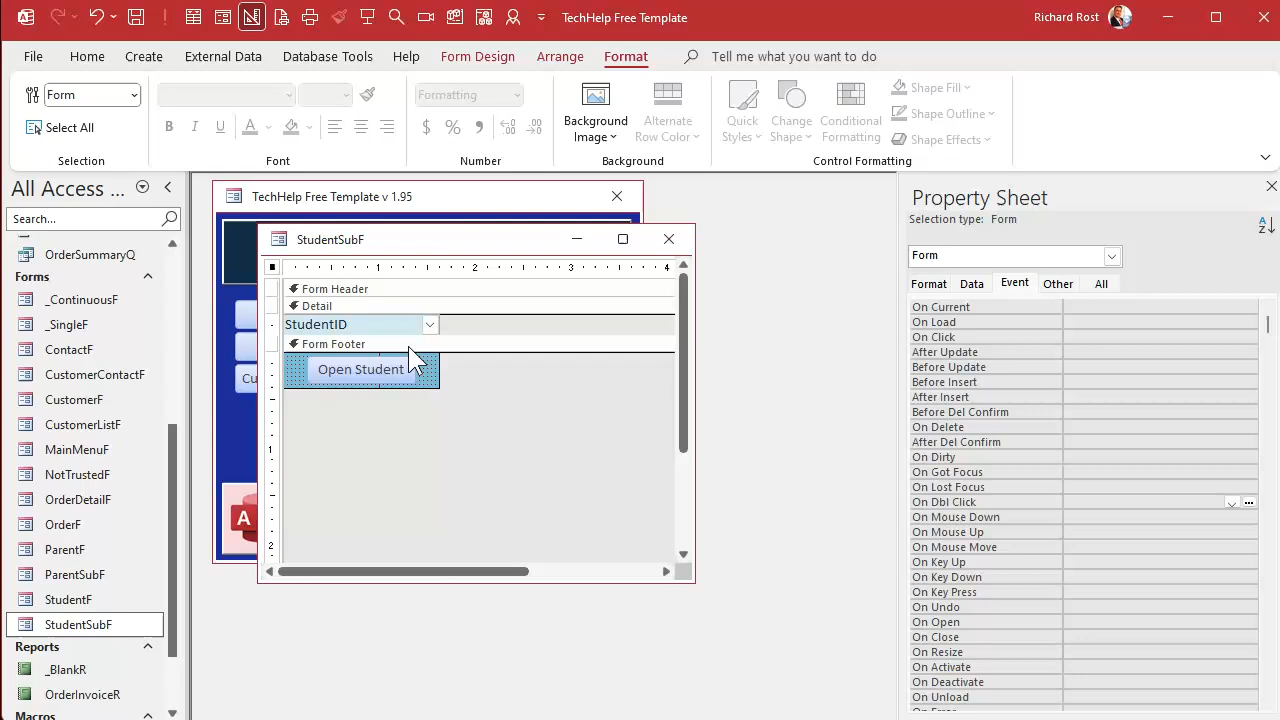 TechHelp Free Template
Richard Rost
File
Home
Create
External Data
Database Tools
Help
Form Design
Arrange
Format
Tell me what you want to do
Form
Select All
Selection
B I U A
Font
Formatting
$ % 9
Number
Background
Image
Alternate
Row Color
Background
Quick
Styles
Change
Shape
Conditional
Formatting
Shape Fill
Shape Outline
Shape Effects
Control Formatting
All Access ...
Search...
OrderSummaryQ
Forms
_ContinuousF
_SingleF
ContactF
CustomerContactF
CustomerF
CustomerListF
MainMenuF
NotTrustedF
OrderDetailF
OrderF
ParentF
ParentSubF
StudentF
StudentSubF
Reports
_BlankR
OrderInvoiceR
Macros
TechHelp Free Template v 1.95
Cu
A
StudentSubF
1 2 3 4
Form Header
Detail
StudentID
Form Footer
Open Student
1
2
Property Sheet
Selection type: Form
Form
Format
Data
Event
Other
All
On Current
On Load
On Click
After Update
Before Update
Before Insert
After Insert
Before Del Confirm
On Delete
After Del Confirm
On Dirty
On Got Focus
On Lost Focus
On Dbl Click
On Mouse Down
On Mouse Up
On Mouse Move
On Key Up
On Key Down
On Key Press
On Undo
On Open
On Close
On Resize
On Activate
On Deactivate
On Unload